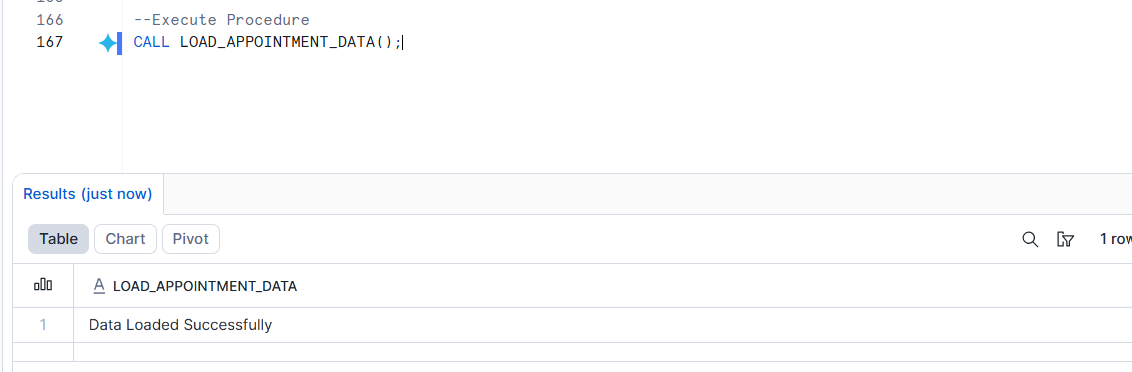 166 --Execute Procedure
167 CALL LOAD_APPOINTMENT_DATA();
Results (just now)
Table Chart Pivot
1 row
A LOAD_APPOINTMENT_DATA
1 Data Loaded Successfully